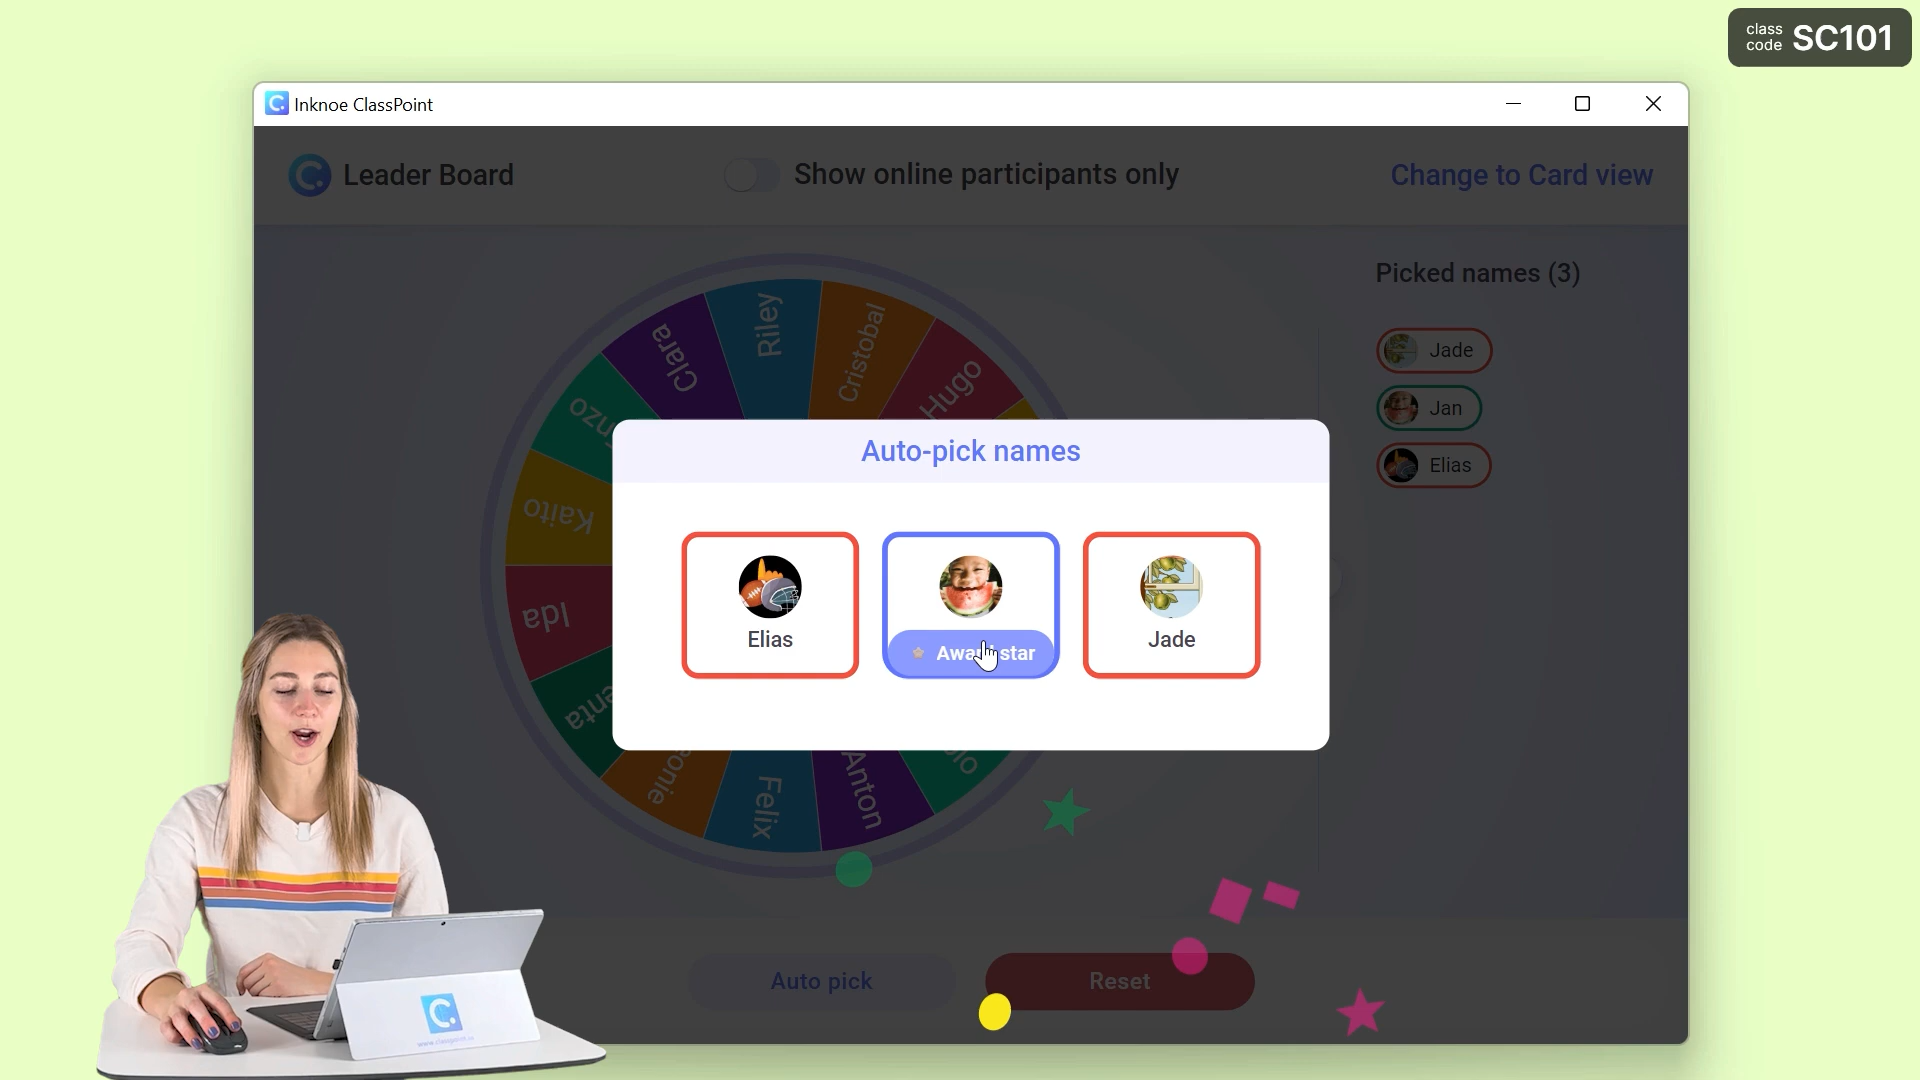 class
code SC101
Inknoe ClassPoint
Leader Board
Show online participants only
Change to Card view
Picked names (3)
Jade
Jan
Elias
Riley
Cristobal
Clara
Hugo
Kaito
Ida
Felix
Anton
Auto-pick names
Elias
Jade
star
Auto pick
Reset